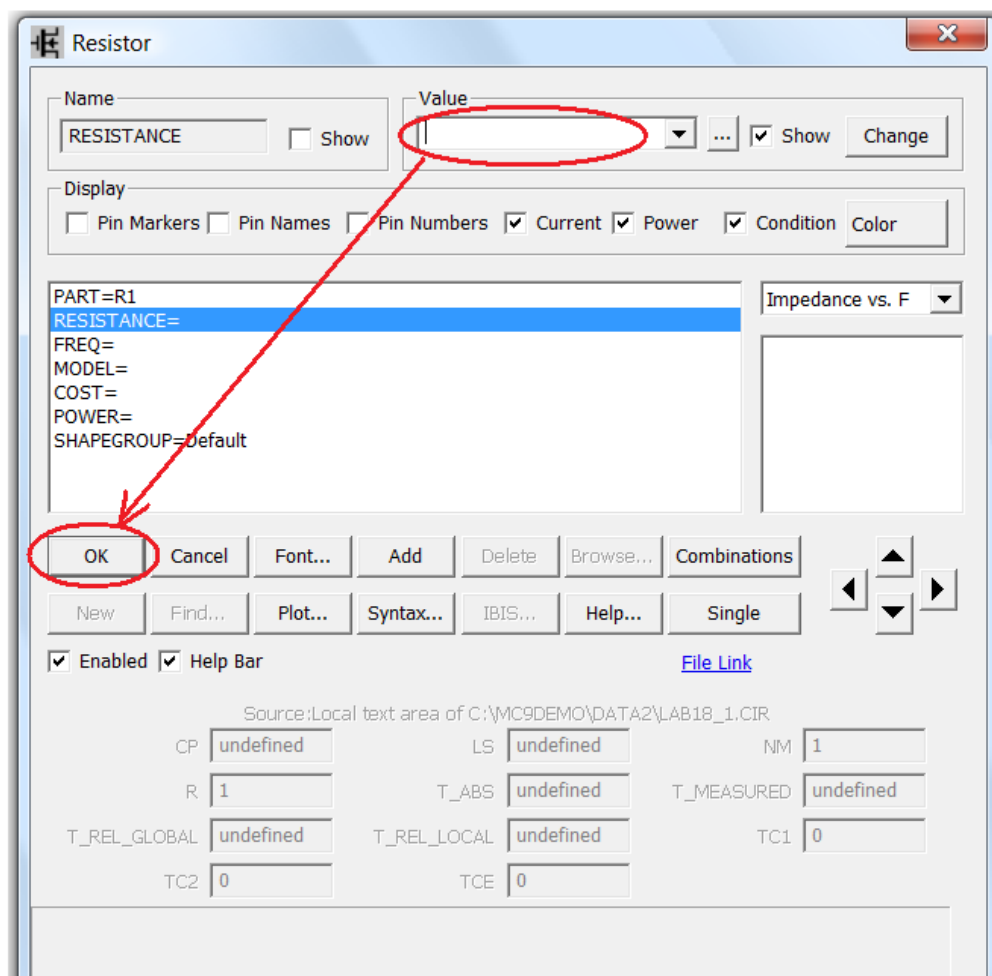 Resistor
Name
Value
RESISTANCE
Show
...
Show
Change
Display
Pin Markers
Pin Names
Pin Numbers
Current
Power
Condition
Color
PART=R1
RESISTANCE=
FREQ=
MODEL=
COST=
POWER=
SHAPEGROUP=Default
Impedance vs. F
OK
Cancel
Font...
Add
Delete
Browse...
Combinations
New
Find...
Plot...
Syntax...
IBIS...
Help...
Single
Enabled
Help Bar
File Link
Source:Local text area of C:\MC9DEMO\DATA2\LAB18_1.CIR
CP undefined
LS undefined
NM 1
R 1
T_ABS undefined
T_MEASURED undefined
T_REL_GLOBAL undefined
T_REL_LOCAL undefined
TC1 0
TC2 0
TCE 0